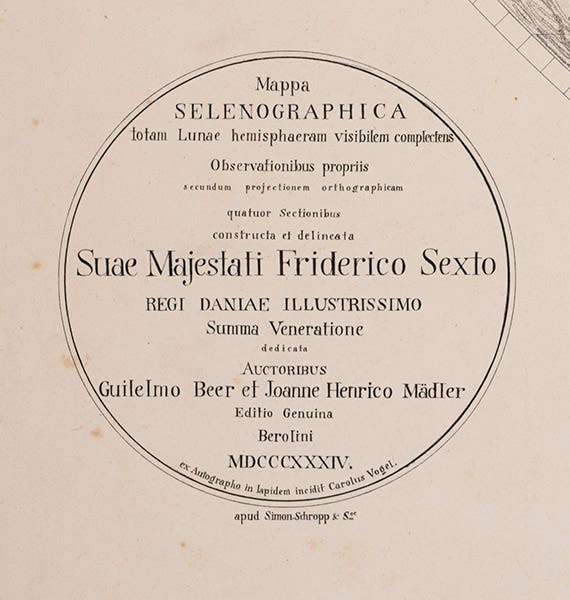 Mappa
SELENOGRAPHICA
totam Lunae hemisphaeram visibilem complectens
Observationibus propriis
secundum projectionem orthographicam
quatuor Sectionibus
constructa et delineata
Suae Majestati Friderico Sexto
REGI DANIAE ILLUSTRISSIMO
Summa Veneratione
dedicata
AUCTORIBUS
Guilelmo Beer et Joanne Henrico Mädler
Editio Genuina
Berolini
MDCCCXXXIV.
ex Autographo in lapidem incidit Carolus Vogel.
apud Simon Schropp & Soc.